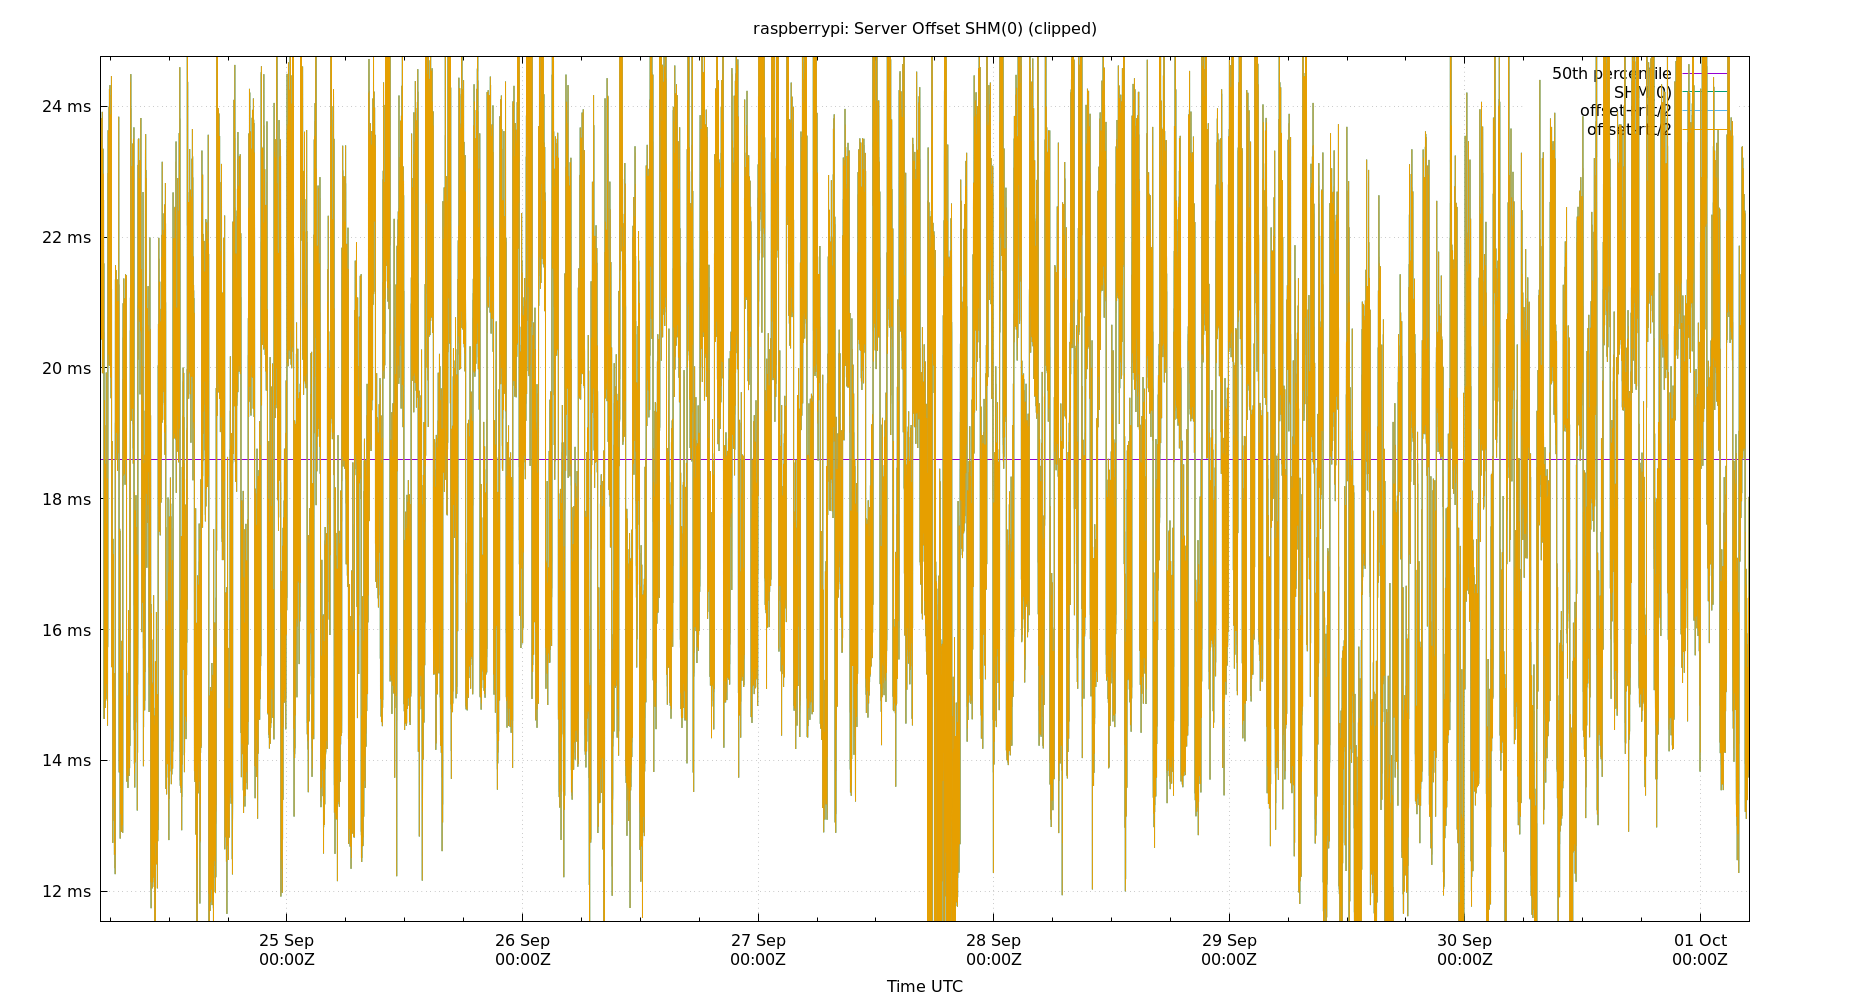 raspberrypi: Server Offset SHM(0) (clipped)
50th percentile
SHM(0)
offset+rtt/2
offset-rtt/2
24 ms
22 ms
20 ms
18 ms
16 ms
14 ms
12 ms
25 Sep
00:00Z
26 Sep
00:00Z
27 Sep
00:00Z
28 Sep
00:00Z
29 Sep
00:00Z
30 Sep
00:00Z
01 Oct
00:00Z
Time UTC